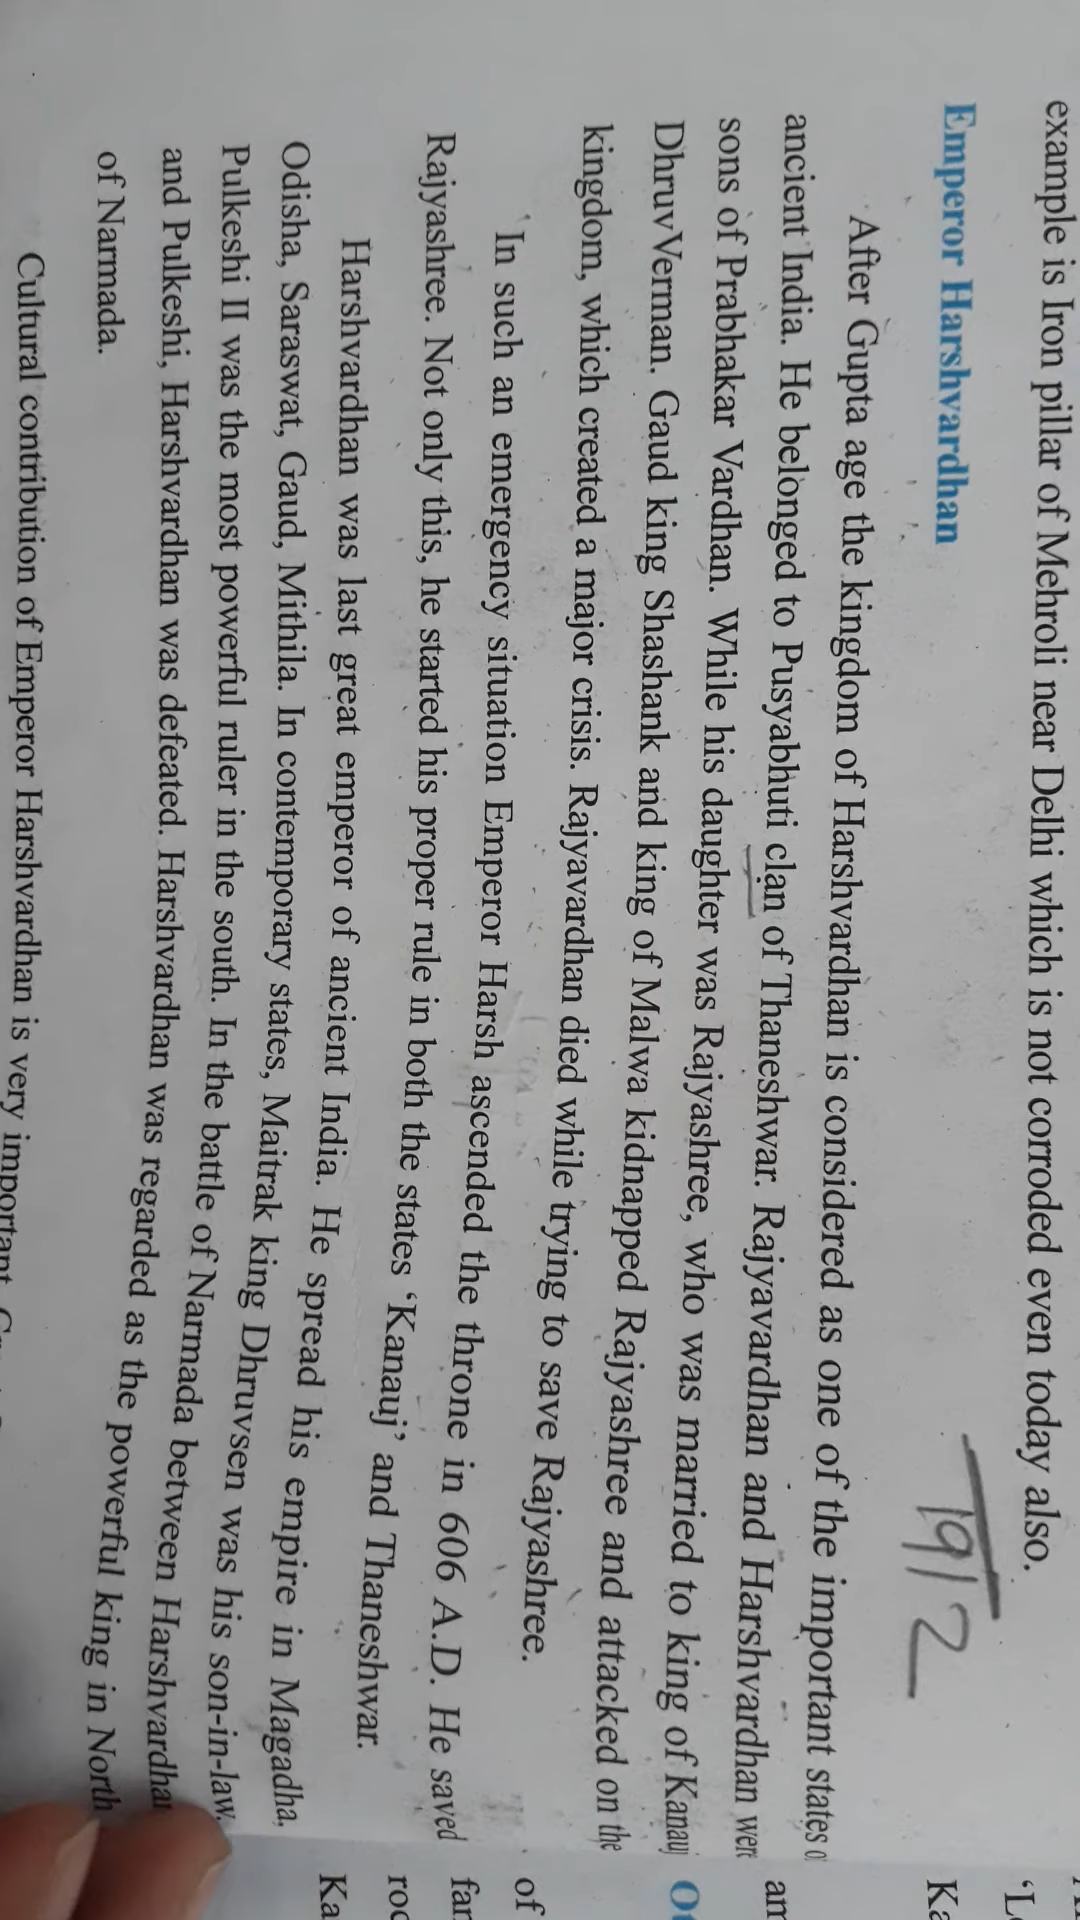 example is Iron pillar of Mehroli near Delhi which is not corroded even today also.
Emperor Harshvardhan
T912
After Gupta age the kingdom of Harshvardhan is considered as one of the important states
ancient India. He belonged to Pusyabhuti clan of Thaneshwar. Rajyavardhan and Harshvardhan were
sons of Prabhakar Vardhan. While his daughter was Rajyashree, who was married to king of Kanauj
Dhruv Verman. Gaud king Shashank and king of Malwa kidnapped Rajyashree and attacked on the
kingdom, which created a major crisis. Rajyavardhan died while trying to save Rajyashree.
In such an emergency situation Emperor Harsh ascended the throne in 606 A.D. He saved
Rajyashree. Not only this, he started his proper rule in both the states ‘Kanauj’ and Thaneshwar.
Harshvardhan was last great emperor of ancient India. He spread his empire in Magadha,
Odisha, Saraswat, Gaud, Mithila. In contemporary states, Maitrak king Dhruvsen was his son-in-law.
Pulkeshi II was the most powerful ruler in the south. In the battle of Narmada between Harshvardhan
and Pulkeshi, Harshvardhan was defeated. Harshvardhan was regarded as the powerful king in North
of Narmada.
Cultural contribution of Emperor Harshvardhan is very important.
‘L
Ka
am
O
of
far
roc
Ka